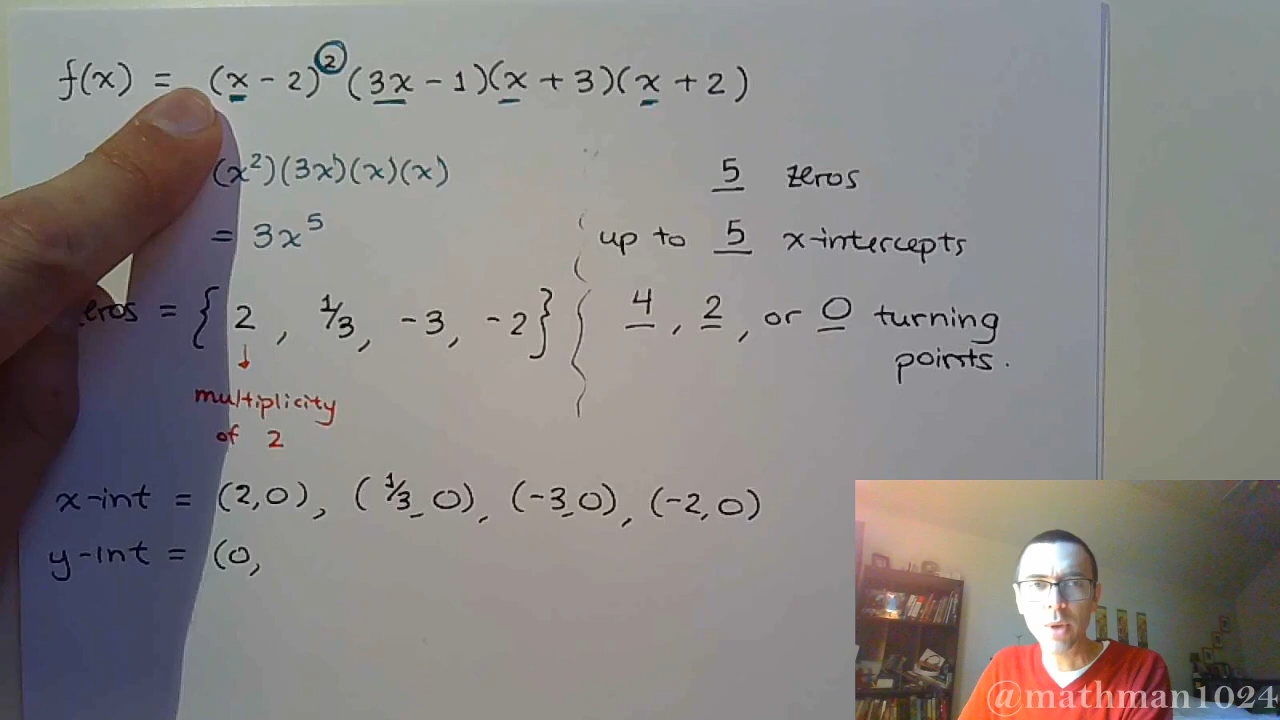 f(x) = (x - 2)² (3x - 1)(x + 3)(x + 2)
(x²)(3x)(x)(x)
= 3x⁵
eros = { 2 , 1/3, -3, -2}
multiplicity
of 2
5 zeros
up to 5 x-intercepts
4, 2, or 0 turning
points.
x-int = (2,0), (1/3, 0), (-3,0), (-2,0)
y-int = (0,
@mathman1024